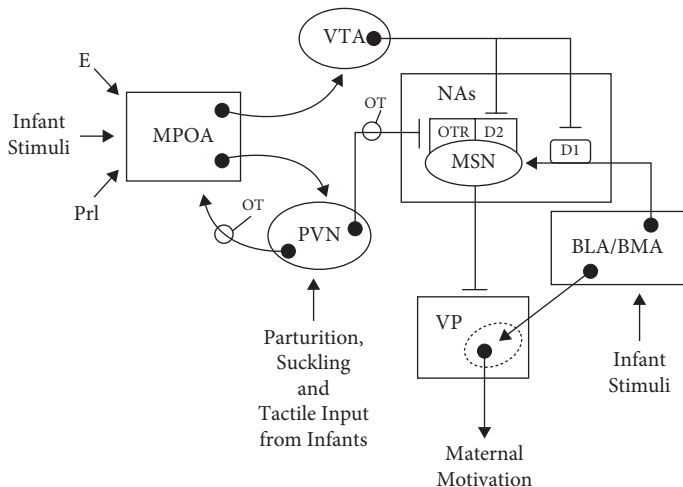 VTA
E
NAs
OT
Infant
Stimuli
MPOA
OTR D2
D1
MSN
Prl
OT
PVN
BLA/BMA
VP
Parturition,
Suckling
and
Tactile Input
from Infants
Infant
Stimuli
Maternal
Motivation